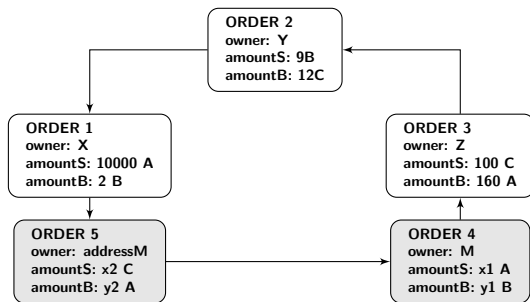 ORDER 2
owner: Y
amountS: 9B
amountB: 12C
ORDER 1
owner: X
amountS: 10000 A
amountB: 2 B
ORDER 3
owner: Z
amountS: 100 C
amountB: 160 A
ORDER 5
owner: addressM
amountS: x2 C
amountB: y2 A
ORDER 4
owner: M
amountS: x1 A
amountB: y1 B